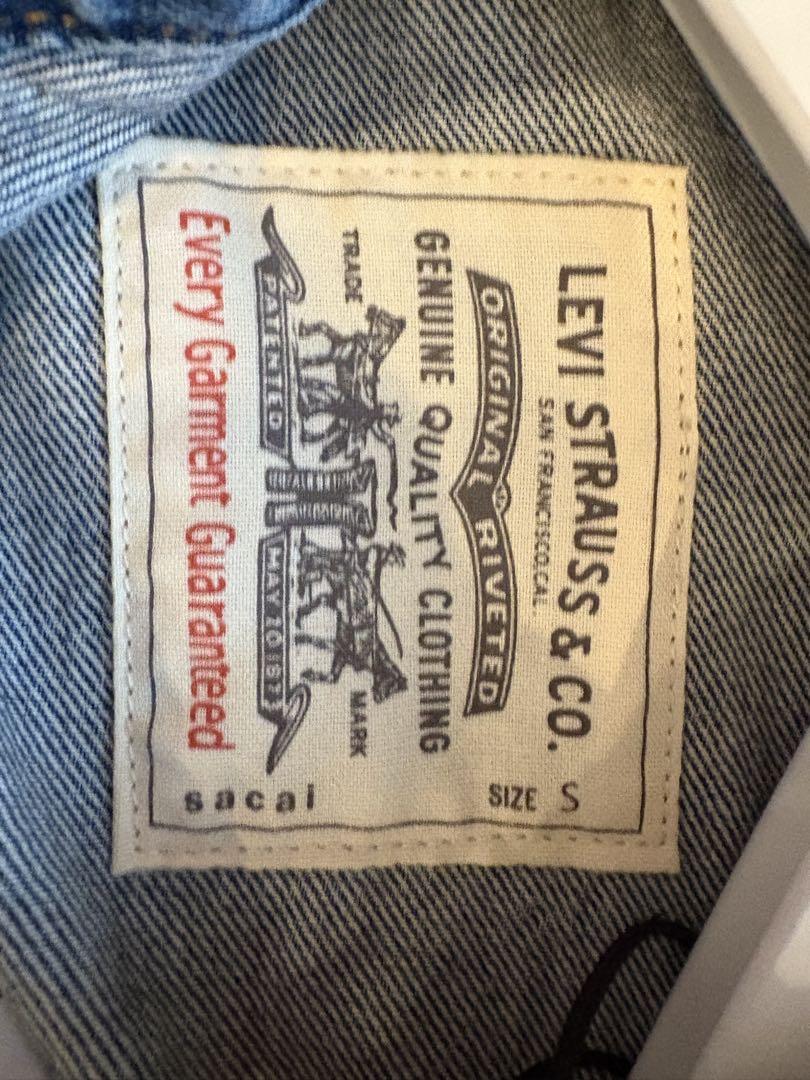 LEVI STRAUSS & CO.
SAN FRANCISCO, CAL.
ORIGINAL RIVETED
GENUINE QUALITY CLOTHING
TRADE MARK
PATENTED MAY 20 1873
Every Garment Guaranteed
SIZE S
sacai